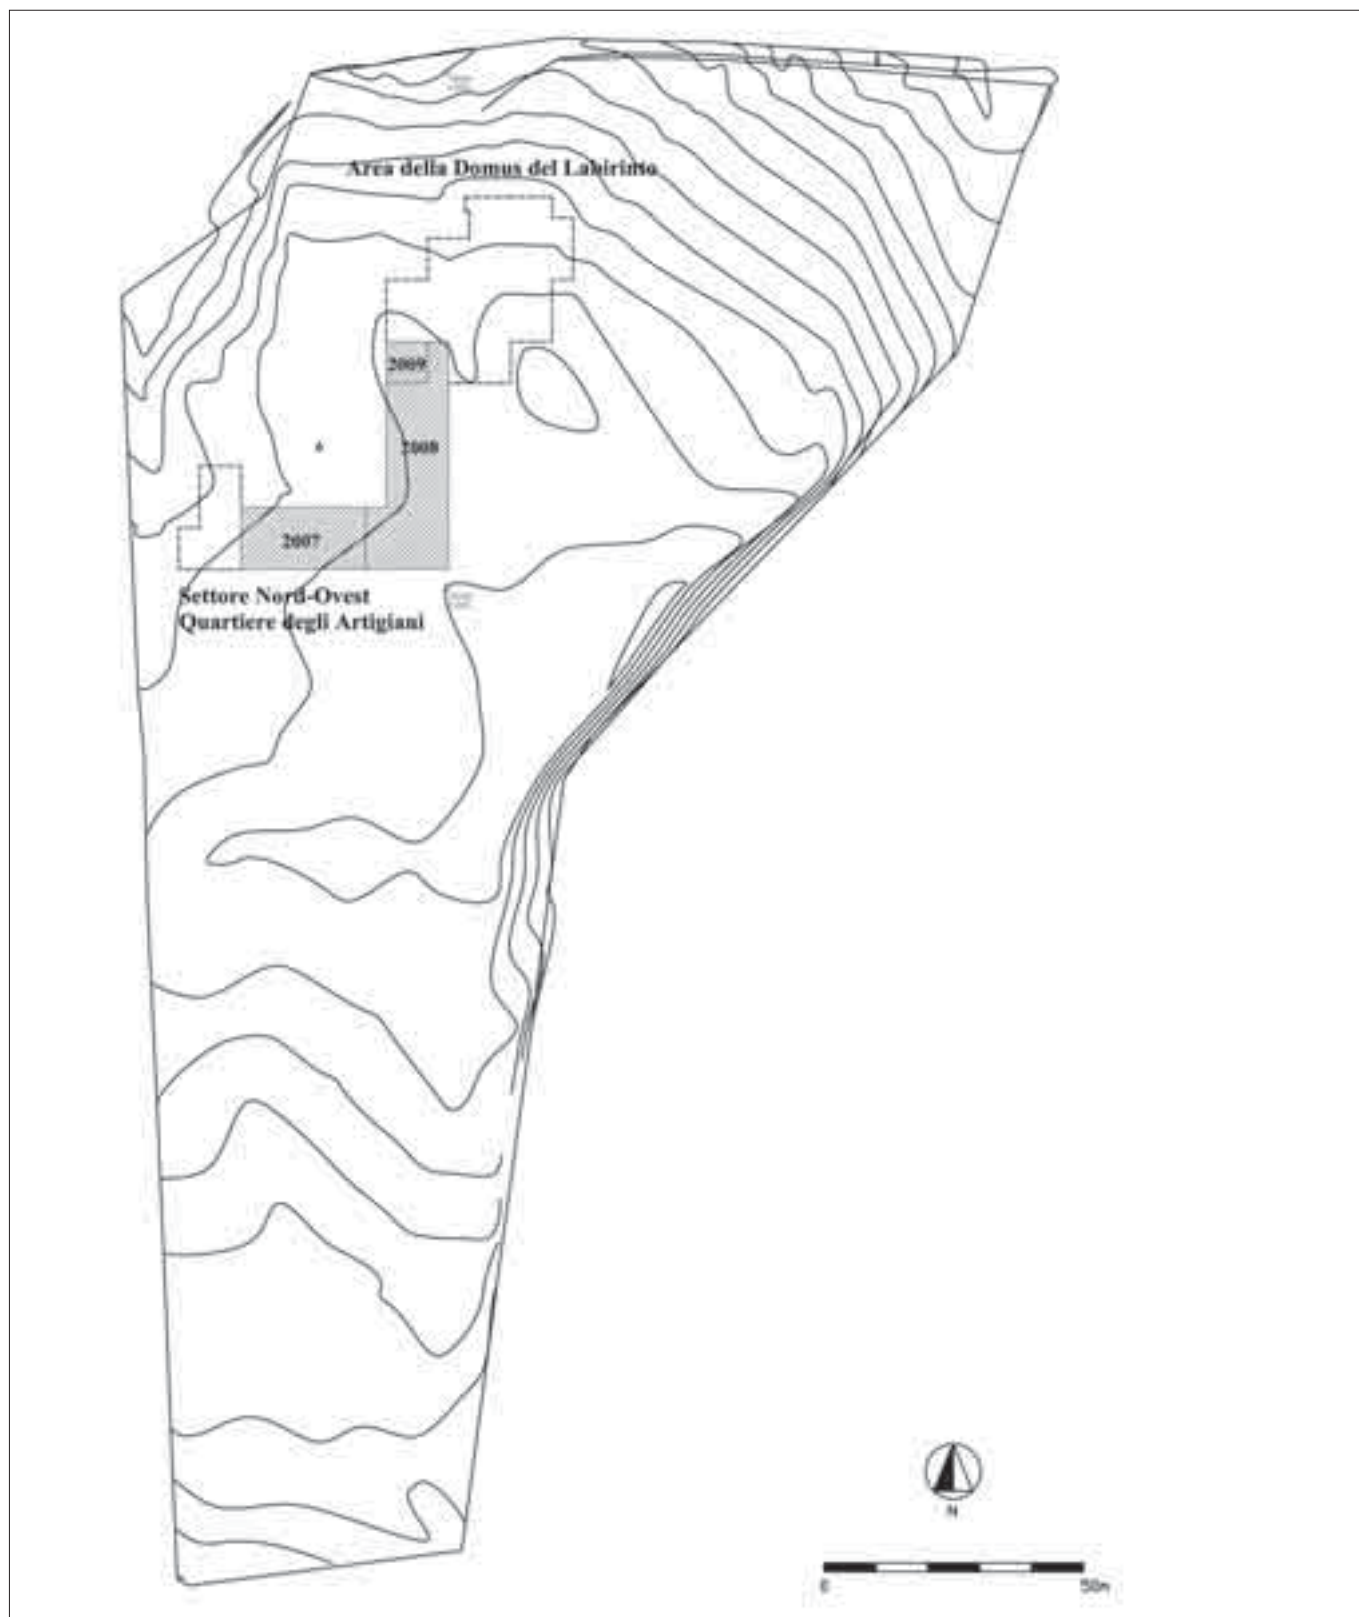 Area della Domus del Labirinto
2009
2008
2007
Settore Nord-Ovest
Quartiere degli Artigiani
N
0 50m